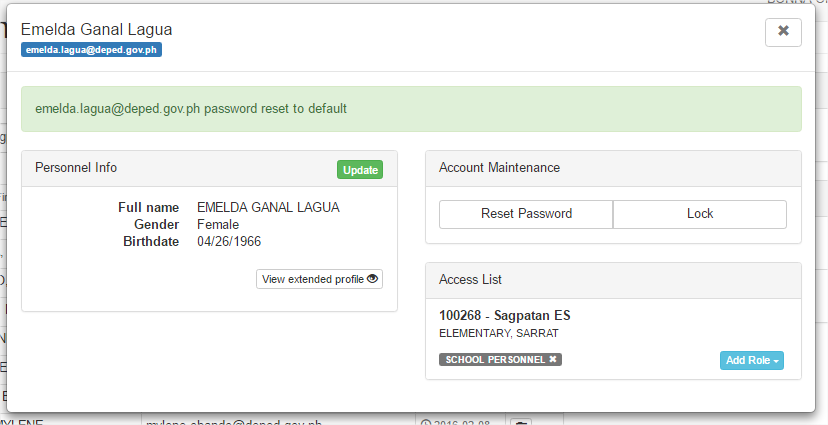 Emelda Ganal Lagua
emelda.lagua@deped.gov.ph
emelda.lagua@deped.gov.ph password reset to default
Personnel Info
Update
Full name EMELDA GANAL LAGUA
Gender Female
Birthdate 04/26/1966
View extended profile
Account Maintenance
Reset Password
Lock
Access List
100268 - Sagpatan ES
ELEMENTARY, SARRAT
SCHOOL PERSONNEL
Add Role